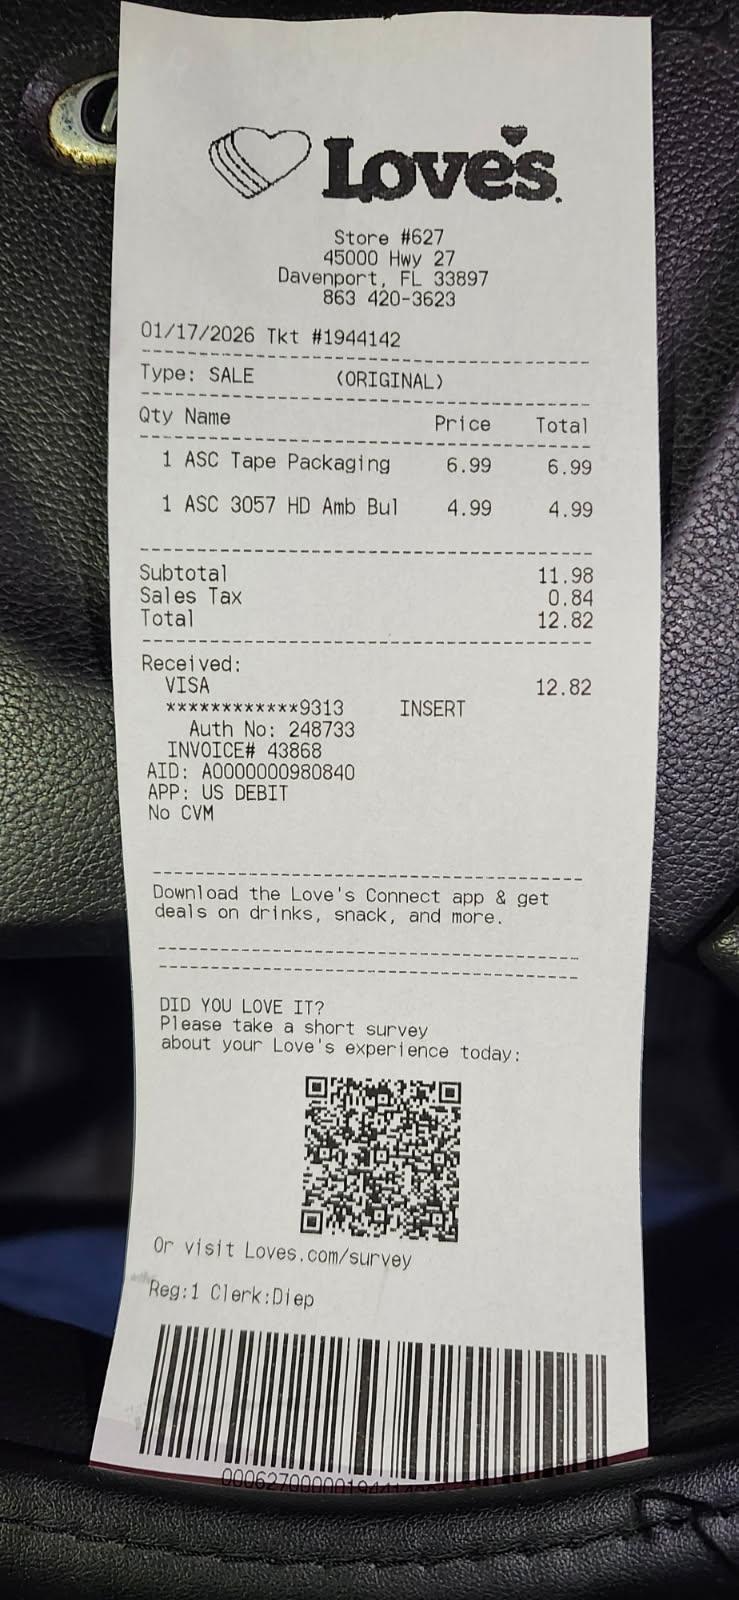 Love's
Store #627
45000 Hwy 27
Davenport, FL 33897
863 420-3623
01/17/2026 Tkt #1944142
Type: SALE (ORIGINAL)
Qty Name Price Total
1 ASC Tape Packaging 6.99 6.99
1 ASC 3057 HD Amb Bul 4.99 4.99
Subtotal 11.98
Sales Tax 0.84
Total 12.82
Received:
VISA 12.82
************9313 INSERT
Auth No: 248733
INVOICE# 43868
AID: A0000000980840
APP: US DEBIT
No CVM
Download the Love's Connect app & get
deals on drinks, snack, and more.
DID YOU LOVE IT?
Please take a short survey
about your Love's experience today:
Or visit Loves.com/survey
Reg:1 Clerk:Diep